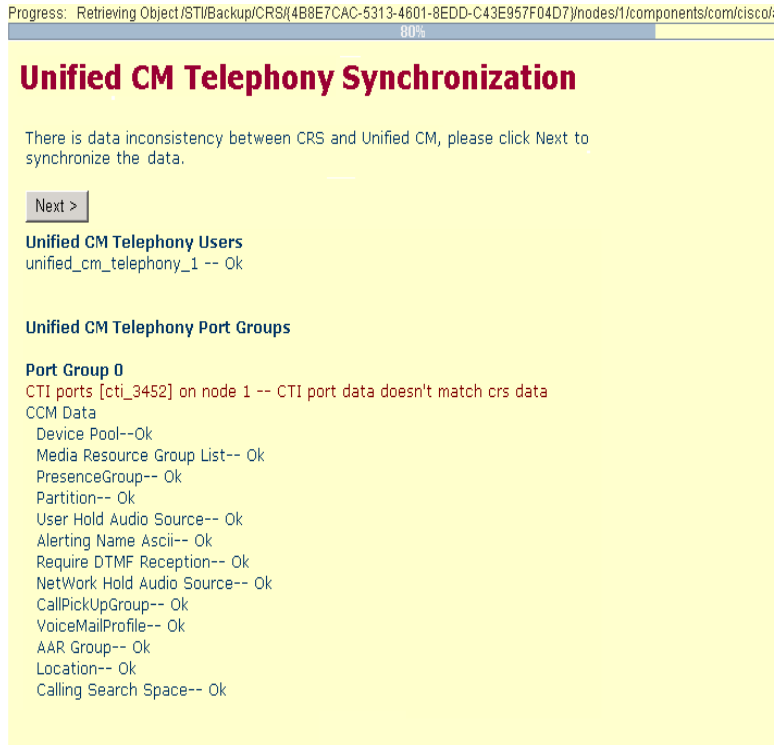 Progress: Retrieving Object /STI/Backup/CRS/{4B8E7CAC-5313-4601-8EDD-C43E957F04D7}/nodes/1/components/com/cisco/a
80%
Unified CM Telephony Synchronization
There is data inconsistency between CRS and Unified CM, please click Next to
synchronize the data.
Next >
Unified CM Telephony Users
unified_cm_telephony_1 -- Ok
Unified CM Telephony Port Groups
Port Group 0
CTI ports [cti_3452] on node 1 -- CTI port data doesn't match crs data
CCM Data
Device Pool--Ok
Media Resource Group List-- Ok
PresenceGroup-- Ok
Partition-- Ok
User Hold Audio Source-- Ok
Alerting Name Ascii-- Ok
Require DTMF Reception-- Ok
NetWork Hold Audio Source-- Ok
CallPickUpGroup-- Ok
VoiceMailProfile-- Ok
AAR Group-- Ok
Location-- Ok
Calling Search Space-- Ok